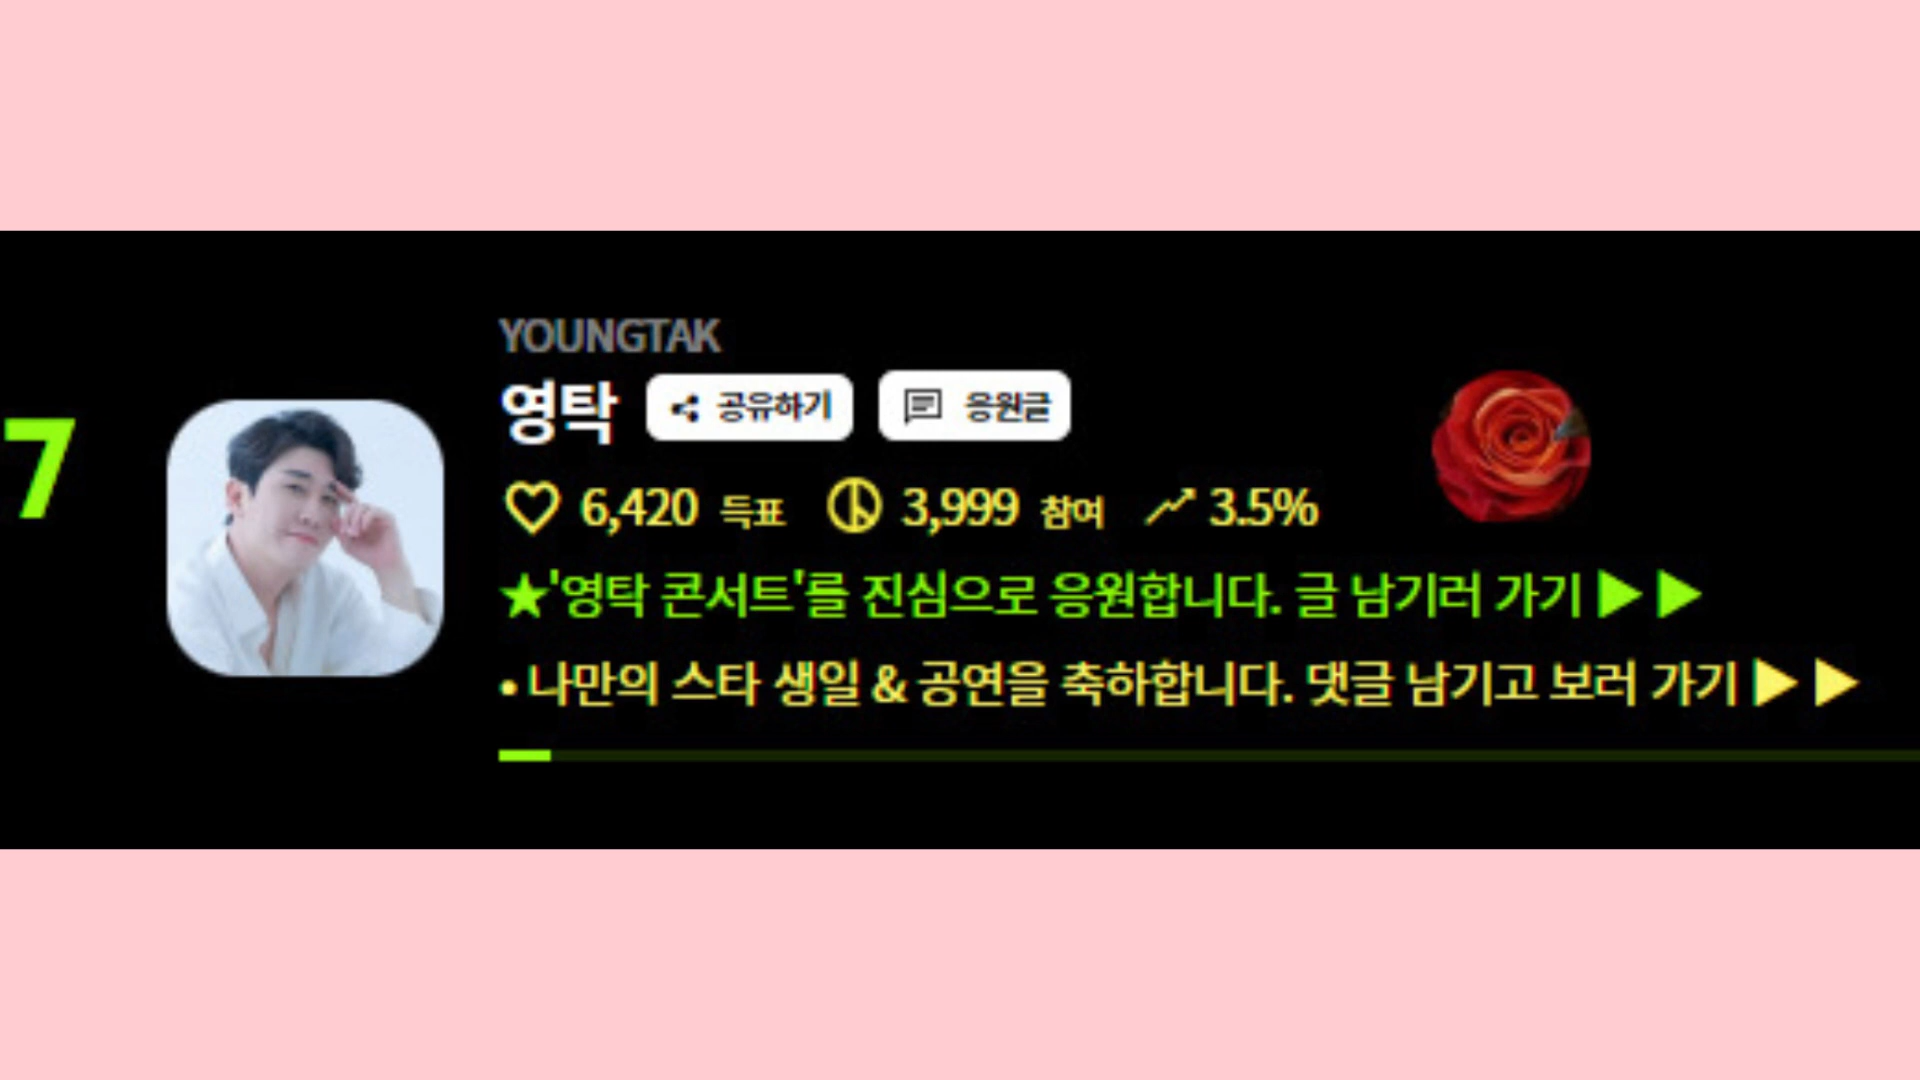 7
YOUNGTAK
영탁 공유하기 응원글
6,420 득표 3,999 참여 3.5%
★'영탁 콘서트'를 진심으로 응원합니다. 글 남기러 가기 ▶ ▶
• 나만의 스타 생일 & 공연을 축하합니다. 댓글 남기고 보러 가기 ▶ ▶